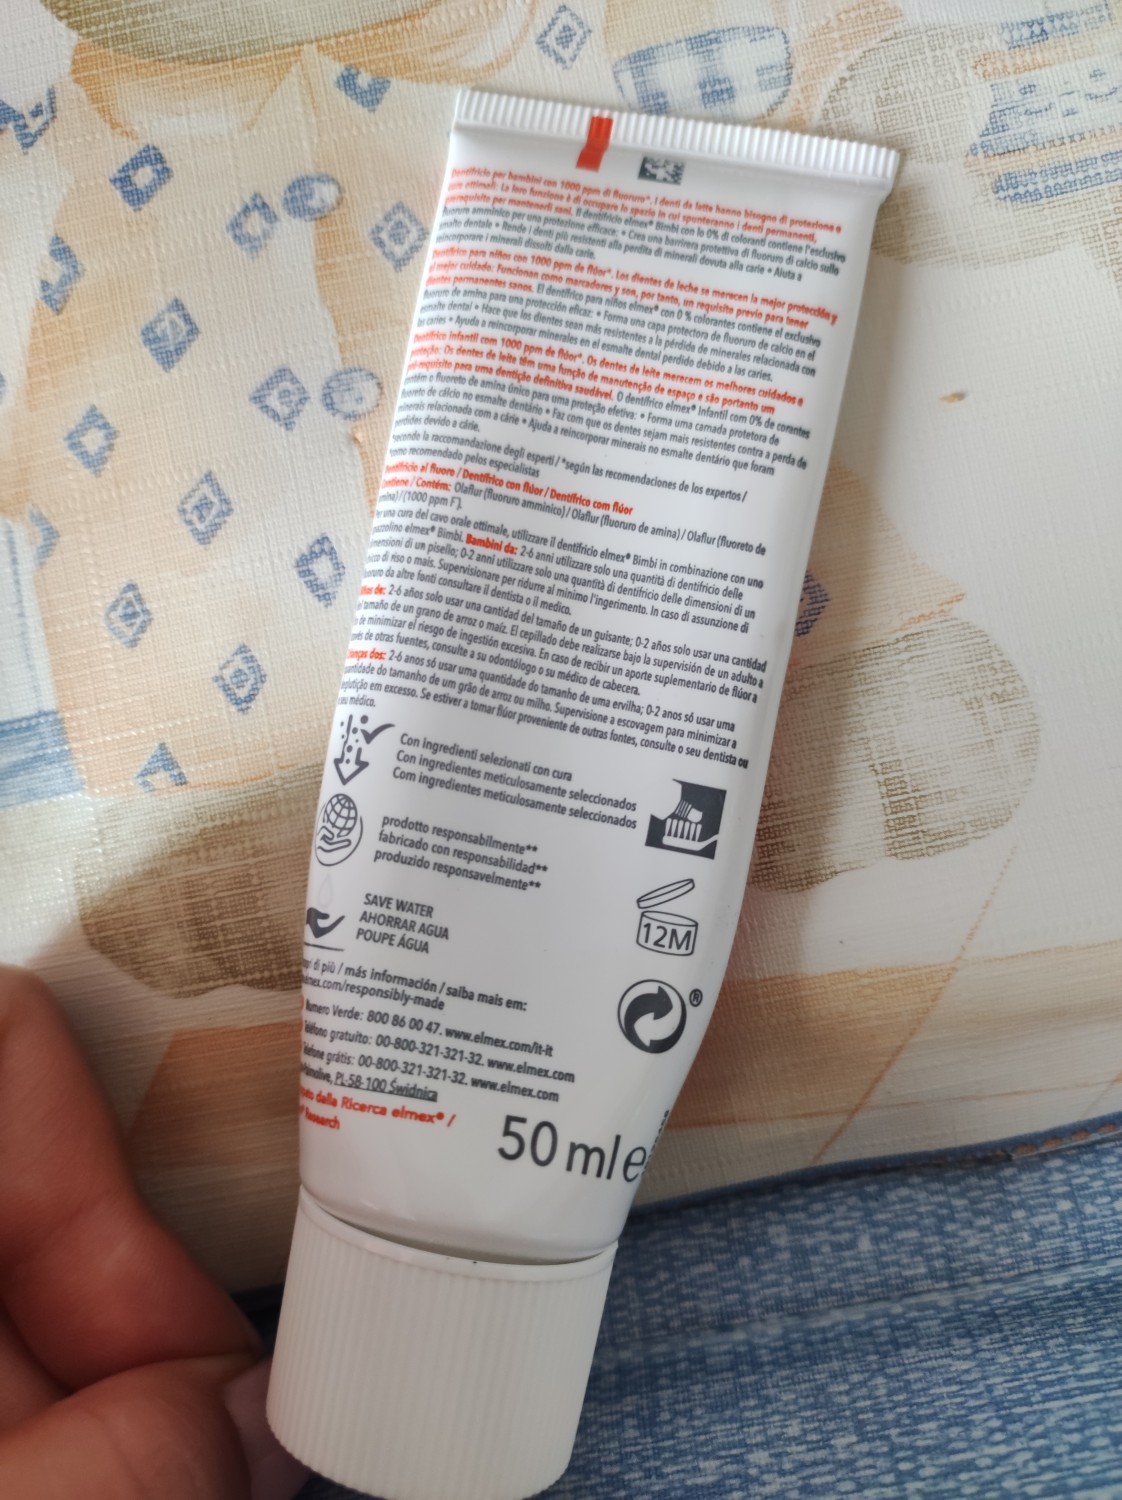 Dentifricio per bambini con 1000 ppm di fluoruro*. I denti da latte hanno bisogno di protezione e
cure ottimali: La loro funzione è di occupare lo spazio in cui spunteranno i denti permanenti,
prerequisito per mantenerli sani. Il dentifricio elmex® Bimbi con lo 0% di coloranti contiene l'esclusivo
fluoruro amminico per una protezione efficace: • Crea una barriera protettiva di fluoruro di calcio sullo
smalto dentale • Rende i denti più resistenti alla perdita di minerali dovuta alla carie • Aiuta a
reincorporare i minerali dissolti dalla carie.
Dentífrico para niños con 1000 ppm de flúor*. Los dientes de leche se merecen la mejor protección y
el mejor cuidado: Funcionan como marcadores y son, por tanto, un requisito previo para tener
dientes permanentes sanos. El dentífrico para niños elmex® con 0 % colorantes contiene el exclusivo
fluoruro de amina para una protección eficaz: • Forma una capa protectora de fluoruro de calcio en el
esmalte dental • Hace que los dientes sean más resistentes a la pérdida de minerales relacionada con
las caries • Ayuda a reincorporar minerales en el esmalte dental perdido debido a las caries.
Dentífrico infantil com 1000 ppm de flúor*. Os dentes de leite merecem os melhores cuidados e
proteção: Os dentes de leite têm uma função de manutenção de espaço e são portanto um
pré-requisito para uma dentição definitiva saudável. O dentífrico elmex® Infantil com 0% de corantes
contém o fluoreto de amina único para uma proteção efetiva: • Forma uma camada protetora de
fluoreto de cálcio no esmalte dentário • Faz com que os dentes sejam mais resistentes contra a perda de
minerais relacionada com a cárie • Ajuda a reincorporar minerais no esmalte dentário que foram
perdidos devido a cárie.
*secondo la raccomandazione degli esperti / *según las recomendaciones de los expertos /
*como recomendado pelos especialistas
Dentifricio al fluoro / Dentífrico con flúor / Dentífrico com flúor
Contiene / Contém: Olaflur (fluoruro amminico) / Olaflur (fluoruro de amina) / Olaflur (fluoreto de
amina) / (1000 ppm F⁻).
Per una cura del cavo orale ottimale, utilizzare il dentifricio elmex® Bimbi in combinazione con uno
spazzolino elmex® Bimbi. Bambini da: 2-6 anni utilizzare solo una quantità di dentifricio delle
dimensioni di un pisello; 0-2 anni utilizzare solo una quantità di dentifricio delle dimensioni di un
chicco di riso o mais. Supervisionare per ridurre al minimo l'ingerimento. In caso di assunzione di
fluoruro da altre fonti consultare il dentista o il medico.
Niños de: 2-6 años solo usar una cantidad del tamaño de un guisante; 0-2 años solo usar una cantidad
del tamaño de un grano de arroz o maíz. El cepillado debe realizarse bajo la supervisión de un adulto a
de minimizar el riesgo de ingestión excesiva. En caso de recibir un aporte suplementario de flúor a
través de otras fuentes, consulte a su odontólogo o su médico de cabecera.
Crianças dos: 2-6 anos só usar uma quantidade do tamanho de uma ervilha; 0-2 anos só usar uma
quantidade do tamanho de um grão de arroz ou milho. Supervisione a escovagem para minimizar a
deglutição em excesso. Se estiver a tomar flúor proveniente de outras fontes, consulte o seu dentista ou
seu médico.
Con ingredienti selezionati con cura
Con ingredientes meticulosamente seleccionados
Com ingredientes meticulosamente seleccionados
prodotto responsabilmente**
fabricado con responsabilidad**
produzido responsavelmente**
SAVE WATER
AHORRAR AGUA
POUPE ÁGUA
12M
®
di più / más información / saiba mais em:
elmex.com/responsibly-made
Numero Verde: 800 86 00 47. www.elmex.com/it-it
Teléfono gratuito: 00-800-321-321-32. www.elmex.com
Telefone grátis: 00-800-321-321-32. www.elmex.com
Palmolive, PL-58-100 Świdnica
dalla Ricerca elmex® /
Research
50 ml e